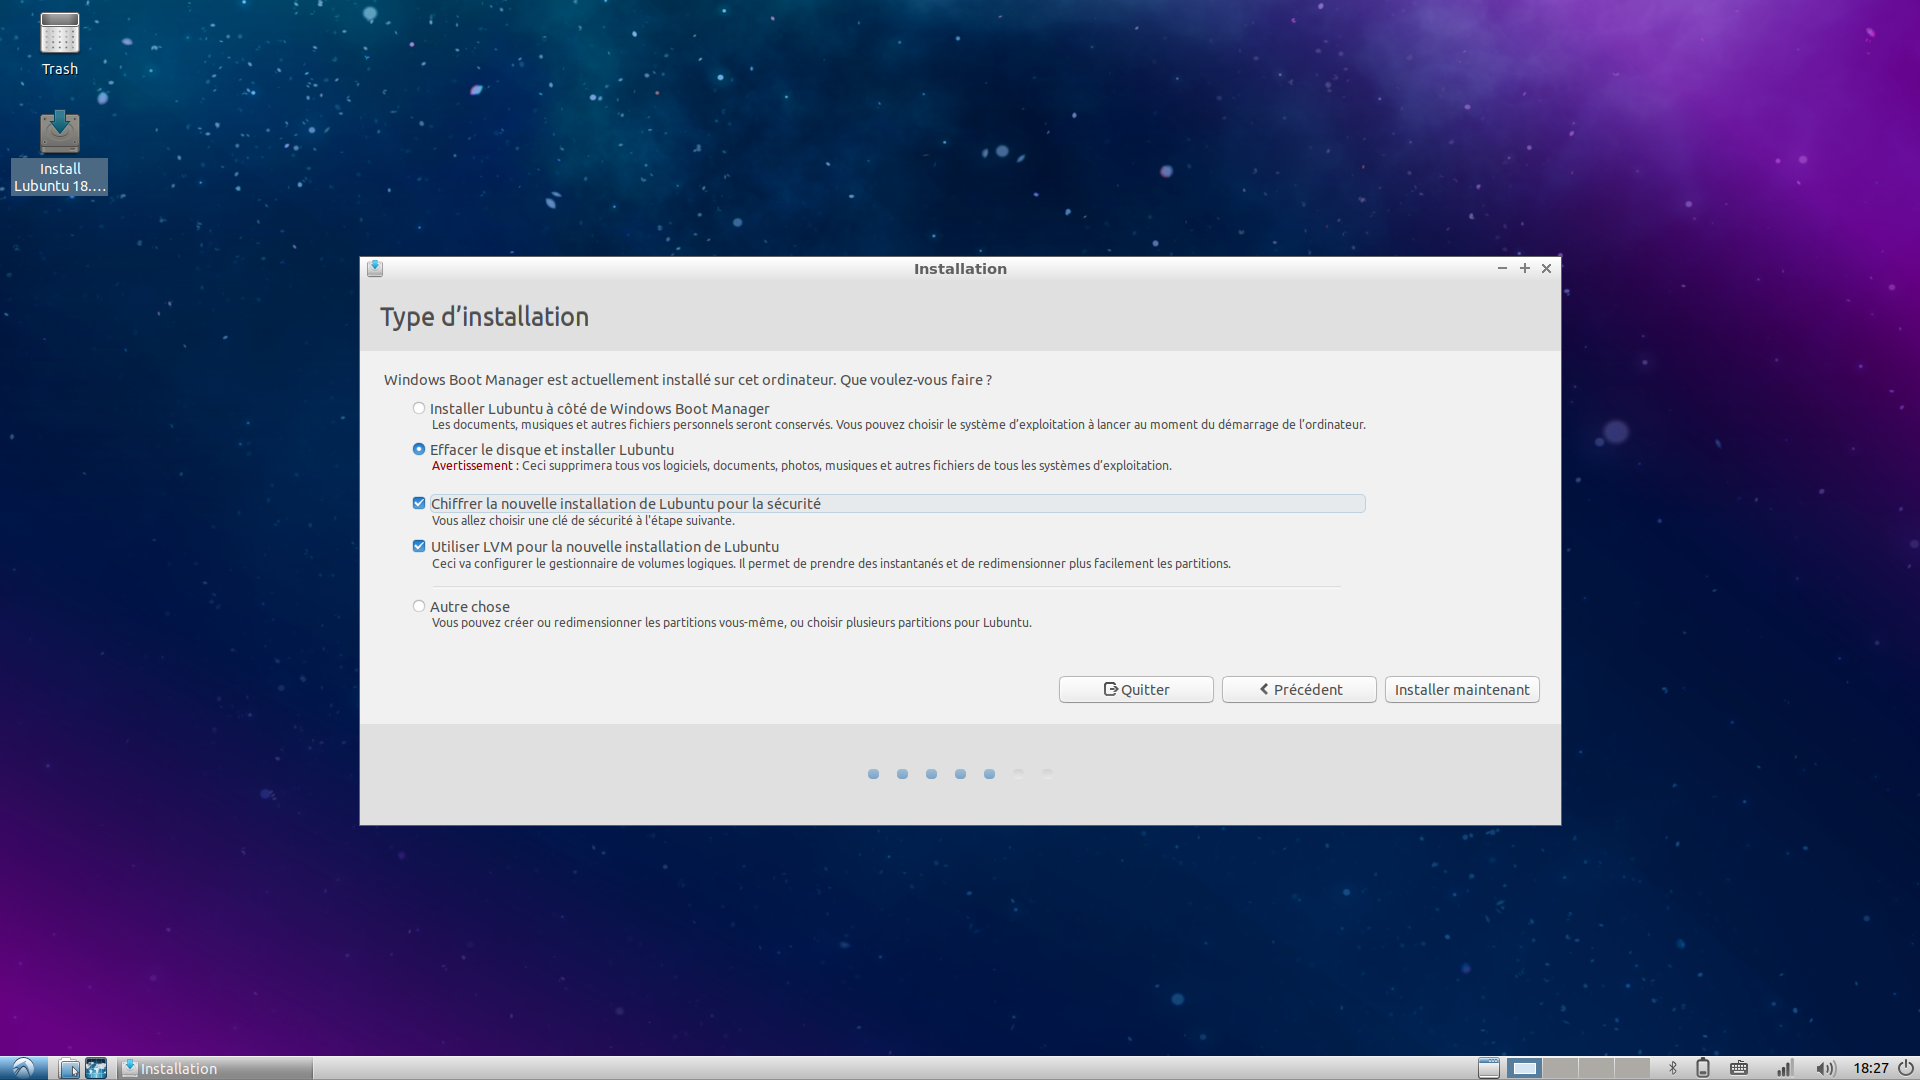 Trash
Install
Lubuntu 18....
Installation
Type d’installation
Windows Boot Manager est actuellement installé sur cet ordinateur. Que voulez-vous faire ?
Installer Lubuntu à côté de Windows Boot Manager
Les documents, musiques et autres fichiers personnels seront conservés. Vous pouvez choisir le système d’exploitation à lancer au moment du démarrage de l’ordinateur.
Effacer le disque et installer Lubuntu
Avertissement : Ceci supprimera tous vos logiciels, documents, photos, musiques et autres fichiers de tous les systèmes d’exploitation.
Chiffrer la nouvelle installation de Lubuntu pour la sécurité
Vous allez choisir une clé de sécurité à l'étape suivante.
Utiliser LVM pour la nouvelle installation de Lubuntu
Ceci va configurer le gestionnaire de volumes logiques. Il permet de prendre des instantanés et de redimensionner plus facilement les partitions.
Autre chose
Vous pouvez créer ou redimensionner les partitions vous-même, ou choisir plusieurs partitions pour Lubuntu.
Quitter
Précédent
Installer maintenant
Installation
18:27